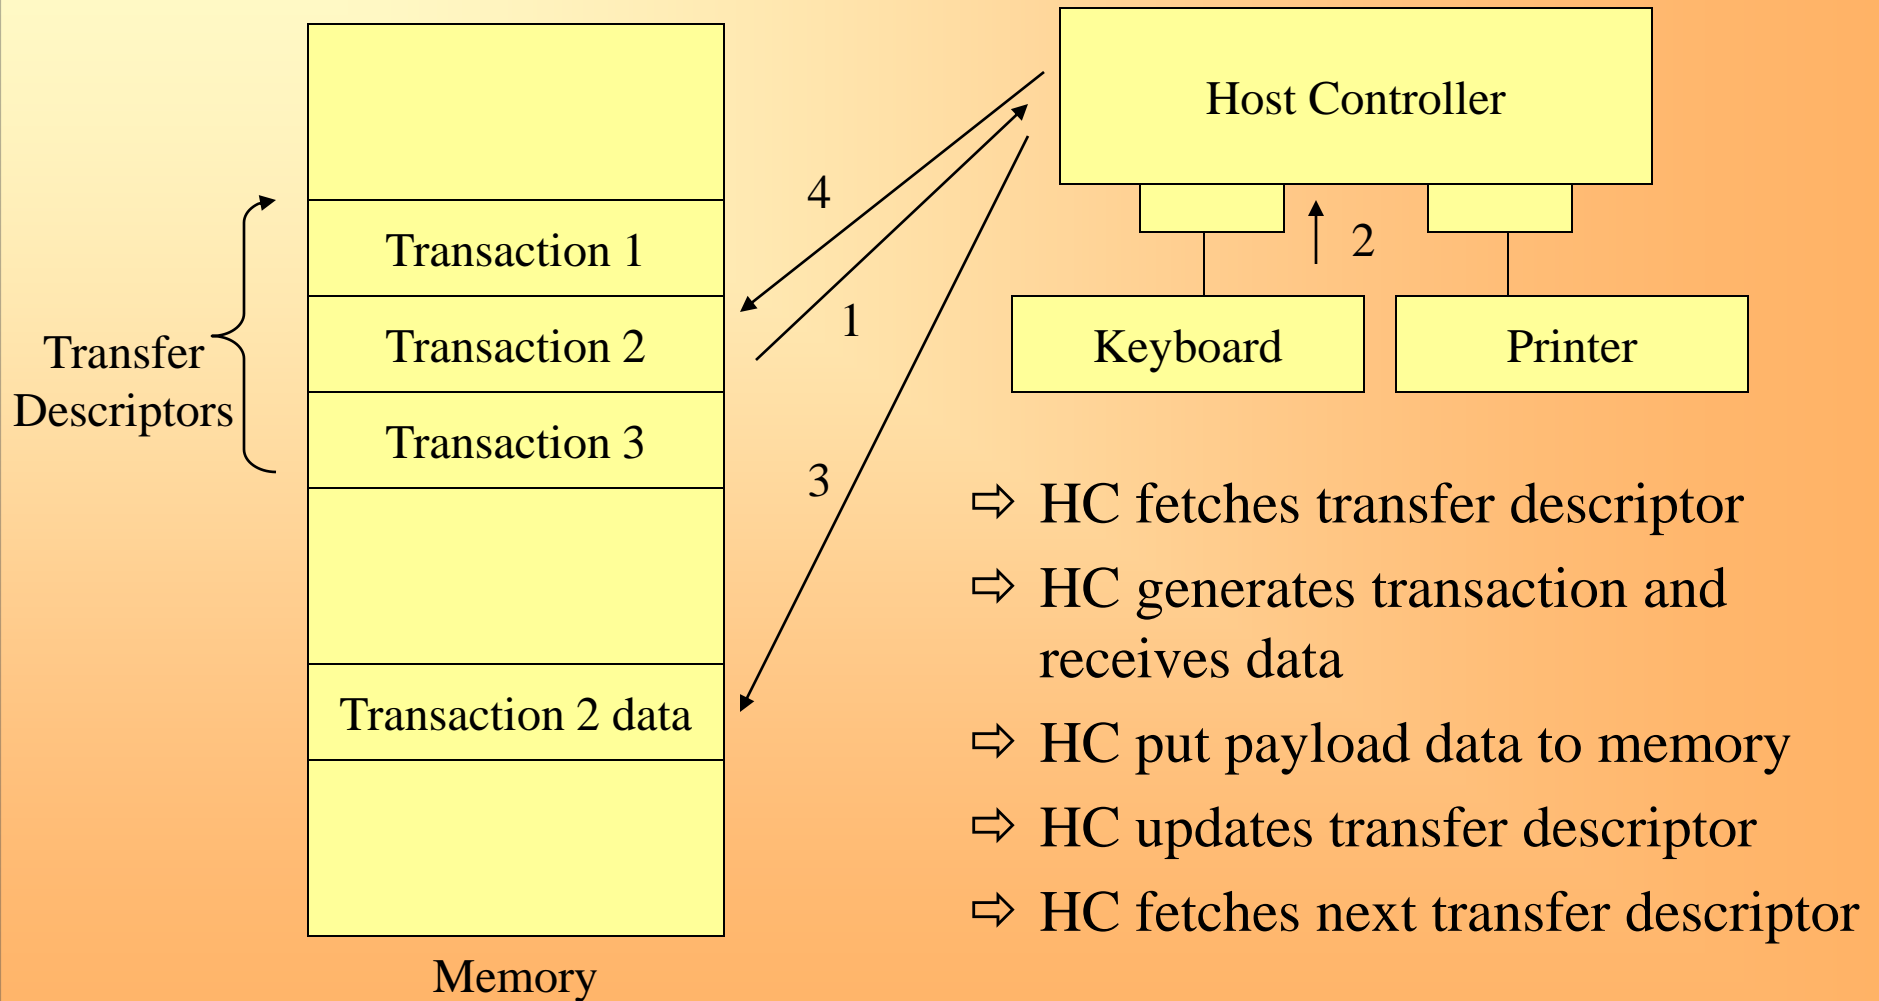 Host Controller
4
Transaction 1
2
1
Transaction 2
Keyboard
Printer
Transfer
Descriptors
Transaction 3
3
⇨ HC fetches transfer descriptor
⇨ HC generates transaction and
receives data
Transaction 2 data
⇨ HC put payload data to memory
⇨ HC updates transfer descriptor
⇨ HC fetches next transfer descriptor
Memory